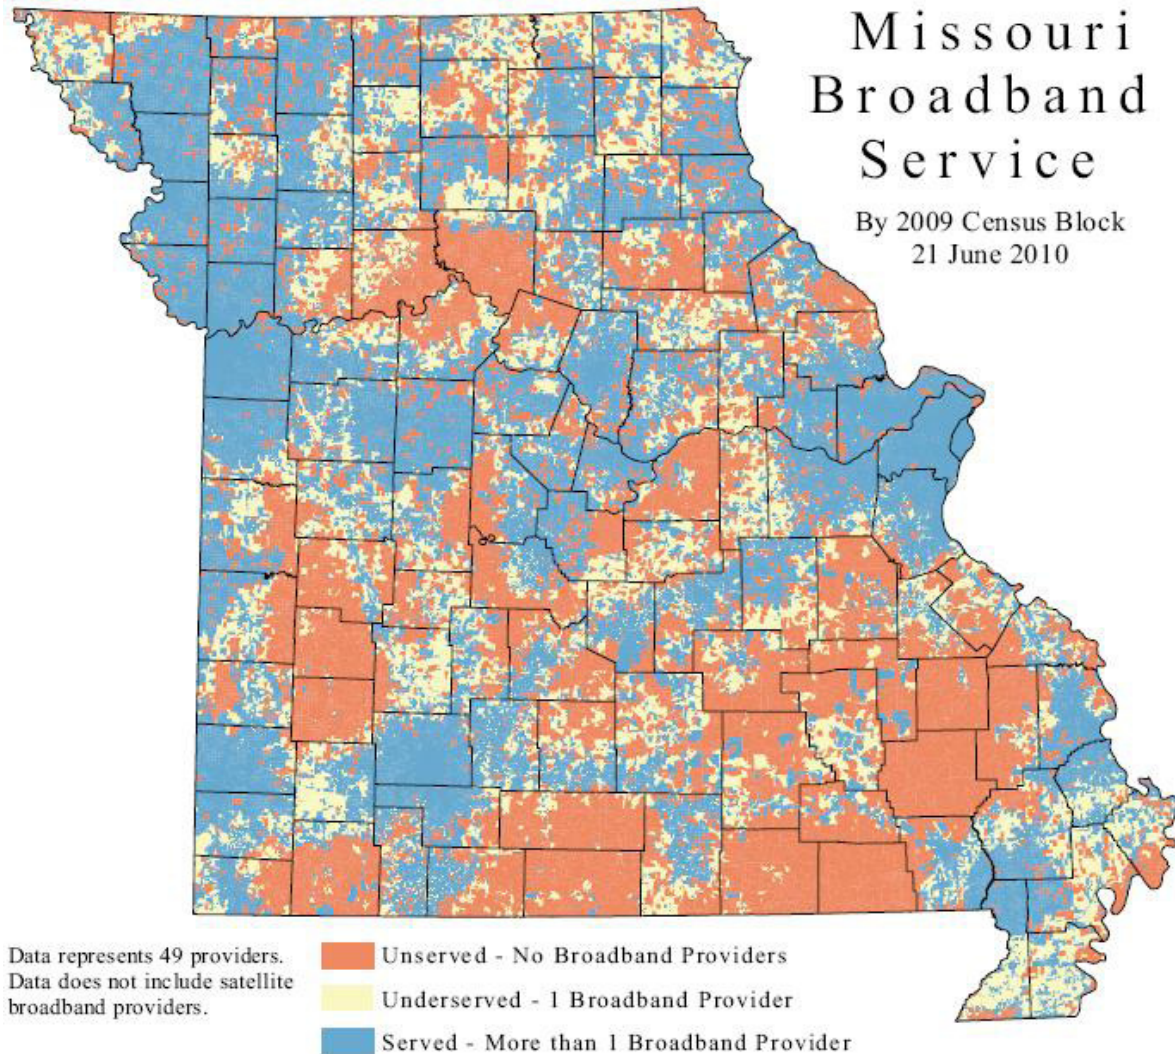 Missouri
Broadband
Service
By 2009 Census Block
21 June 2010
Data represents 49 providers.
Data does not include satellite
broadband providers.
Unserved - No Broadband Providers
Underserved - 1 Broadband Provider
Served - More than 1 Broadband Provider